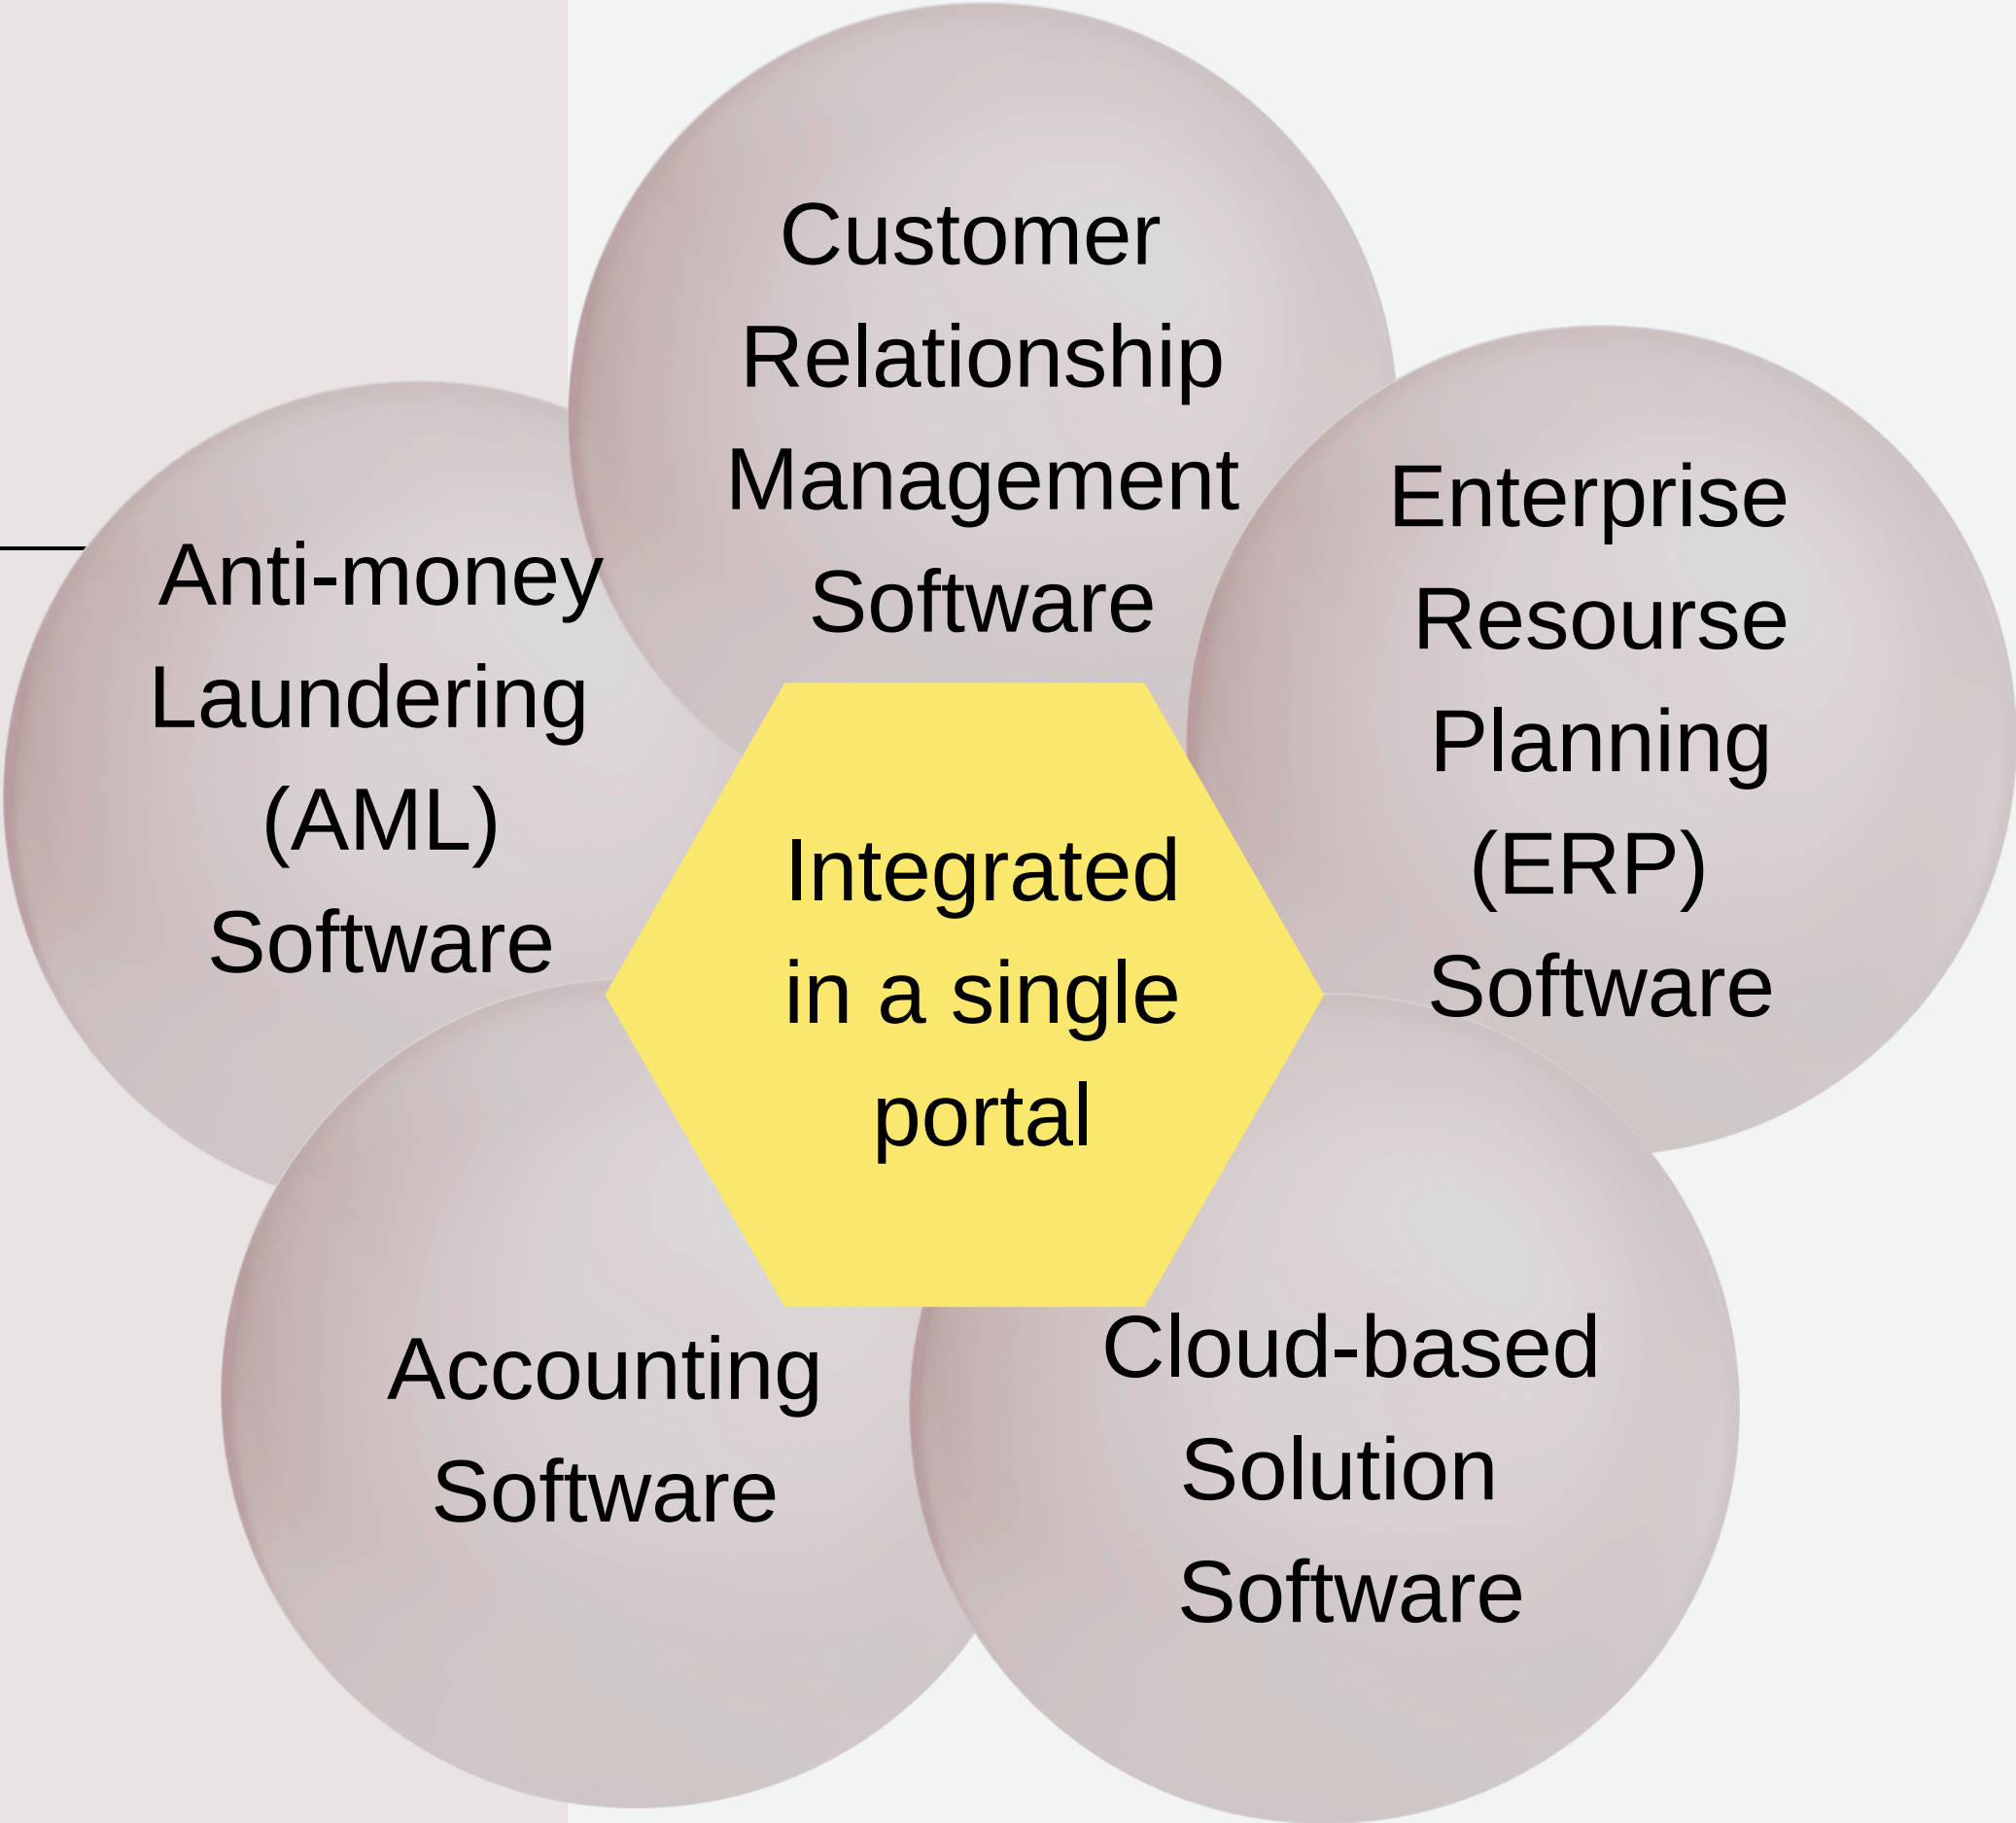 Customer
Relationship
Management
Software
Enterprise
Resourse
Planning
(ERP)
Software
Anti-money
Laundering
(AML)
Software
Integrated
in a single
portal
Accounting
Software
Cloud-based
Solution
Software